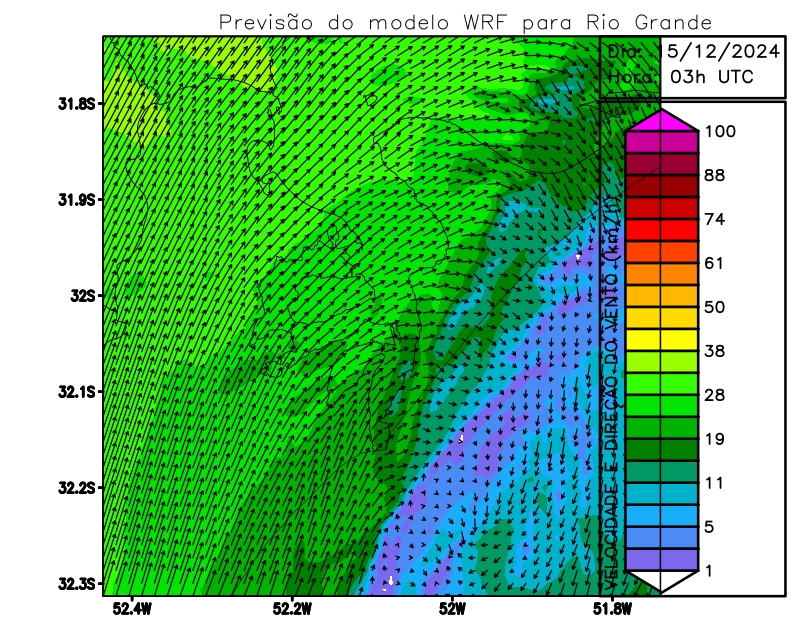 Previsão do modelo WRF para Rio Grande
Dia: 15/12/2024
Hora: 03h UTC
31.8S
31.9S
32S
32.1S
32.2S
32.3S
52.4W
52.2W
52W
51.8W
VELOCIDADE E DIREÇÃO DO VENTO (km/h)
100
88
74
61
50
38
28
19
11
5
1